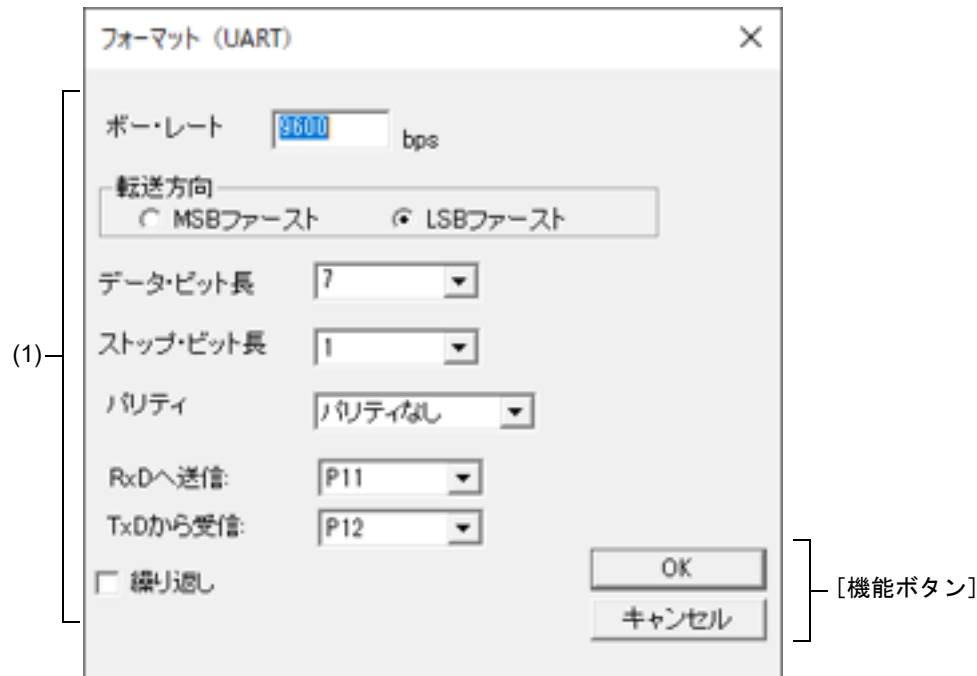 フォーマット (UART)
ボー・レート 9600 bps
転送方向
MSBファースト LSBファースト
データ・ビット長 7
ストップ・ビット長 1
(1)
パリティ パリティなし
RxDへ送信: P11
TxDから受信: P12
繰り返し
OK
[機能ボタン]
キャンセル